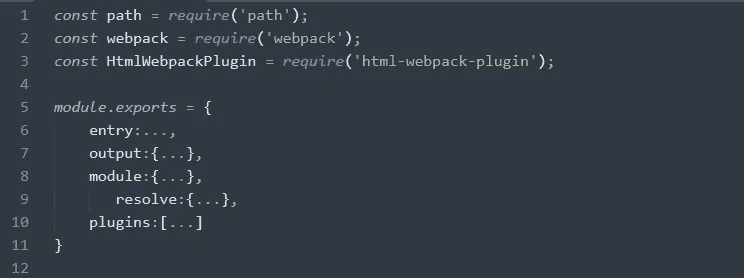 1 const path = require('path');
2 const webpack = require('webpack');
3 const HtmlWebpackPlugin = require('html-webpack-plugin');
4
5 module.exports = {
6 entry:...,
7 output:{...},
8 module:{...},
9 resolve:{...},
10 plugins:[...]
11 }
12